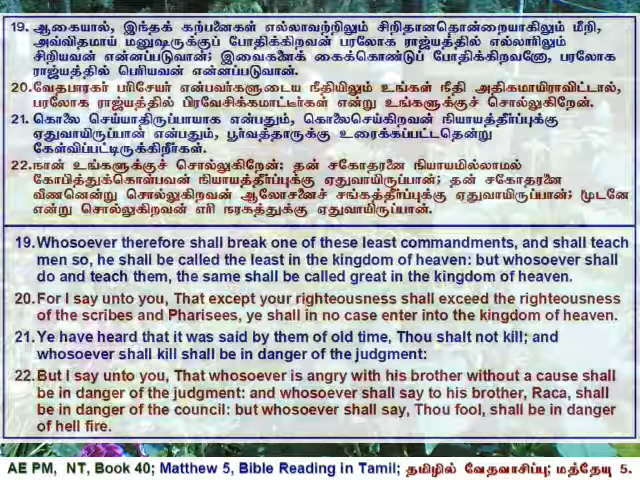 19. ஆகையால், இந்தக் கற்பனைகள் எல்லாவற்றிலும் சிறிதானதொன்றையாகிலும் மீறி,
அவ்விதமாய் மனுஷருக்குப் போதிக்கிறவன் பரலோக ராஜ்யத்தில் எல்லாரிலும்
சிறியவன் என்னப்படுவான்; இவைகளைக் கைக்கொண்டு போதிக்கிறவனோ, பரலோக
ராஜ்யத்தில் பெரியவன் என்னப்படுவான்.
20. வேதபாரகர் பரிசேயர் என்பவர்களுடைய நீதியிலும் உங்கள் நீதி அதிகமாயிராவிட்டால்,
பரலோக ராஜ்யத்தில் பிரவேசிக்கமாட்டீர்கள் என்று உங்களுக்குச் சொல்லுகிறேன்.
21. கொலை செய்யாதிருப்பாயாக என்பதும், கொலைசெய்கிறவன் நியாயத்தீர்ப்புக்கு
ஏதுவாயிருப்பான் என்பதும், பூர்வத்தாருக்கு உரைக்கப்பட்டதென்று
கேள்விப்பட்டிருக்கிறீர்கள்.
22. நான் உங்களுக்குச் சொல்லுகிறேன்; தன் சகோதரனை நியாயமில்லாமல்
கோபித்துக்கொள்பவன் நியாயத்தீர்ப்புக்கு ஏதுவாயிருப்பான்; தன் சகோதரனை
வீணனென்று சொல்லுகிறவன் ஆலோசனைச் சங்கத்தீர்ப்புக்கு ஏதுவாயிருப்பான்; மூடனே
என்று சொல்லுகிறவன் எரி நரகத்துக்கு ஏதுவாயிருப்பான்.
19. Whosoever therefore shall break one of these least commandments, and shall teach
men so, he shall be called the least in the kingdom of heaven: but whosoever shall
do and teach them, the same shall be called great in the kingdom of heaven.
20. For I say unto you, That except your righteousness shall exceed the righteousness
of the scribes and Pharisees, ye shall in no case enter into the kingdom of heaven.
21. Ye have heard that it was said by them of old time, Thou shalt not kill; and
whosoever shall kill shall be in danger of the judgment:
22. But I say unto you, That whosoever is angry with his brother without a cause shall
be in danger of the judgment: and whosoever shall say to his brother, Raca, shall
be in danger of the council: but whosoever shall say, Thou fool, shall be in danger
of hell fire.
AE PM, NT, Book 40; Matthew 5, Bible Reading in Tamil; தமிழில் வேதவாசிப்பு; மத்தேயு 5.